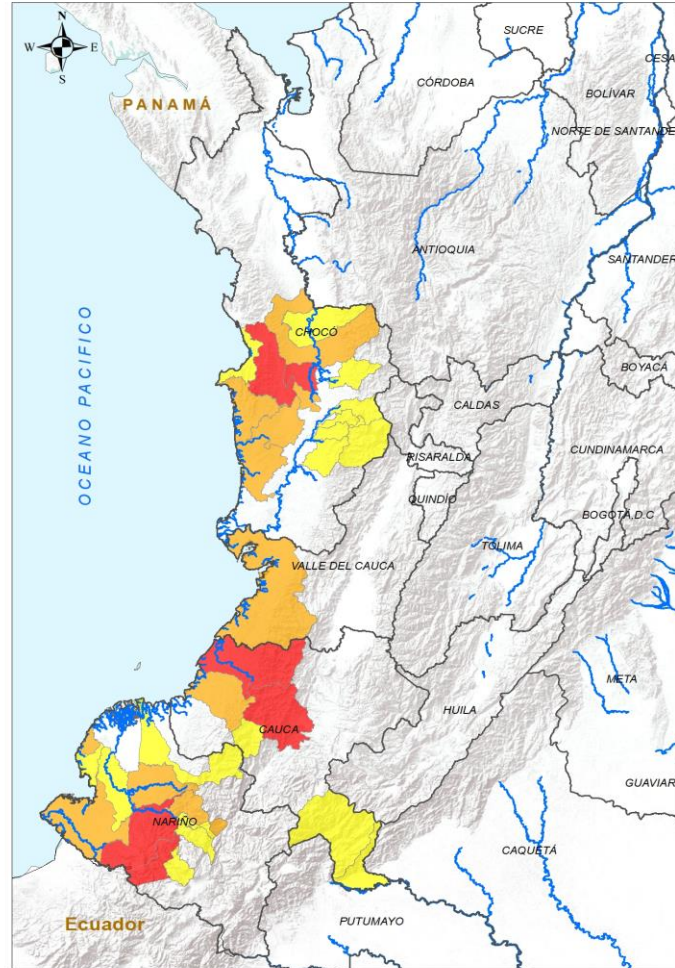 N
W E
S
SUCRE
CESA
CÓRDOBA
BOLÍVAR
PANAMÁ
NORTE DE SANTANDE
ANTIOQUIA
SANTANDER
CHOCÓ
BOYACÁ
CALDAS
OCEANO PACIFICO
CUNDINAMARCA
RISARALDA
QUINDÍO
BOGOTÁ, D.C
TOLIMA
VALLE DEL CAUCA
META
HUILA
CAUCA
GUAVIAR
NARIÑO
CAQUETÁ
Ecuador
PUTUMAYO